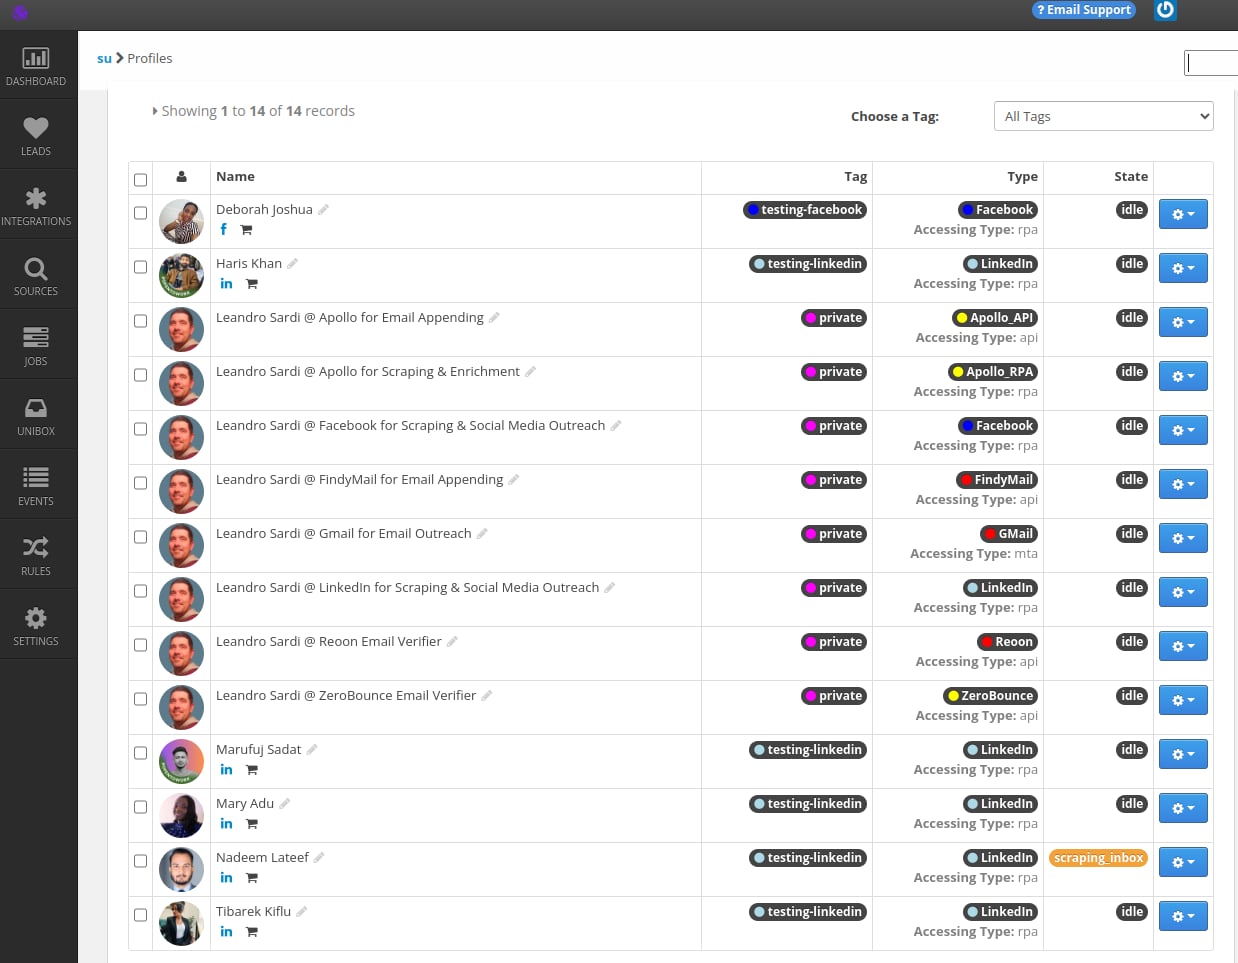 ? Email Support
su > Profiles
DASHBOARD
LEADS
INTEGRATIONS
SOURCES
JOBS
UNIBOX
EVENTS
RULES
SETTINGS
Showing 1 to 14 of 14 records
Choose a Tag: All Tags
Name Tag Type State
Deborah Joshua testing-facebook Facebook idle
f Accessing Type: rpa
Haris Khan testing-linkedin LinkedIn idle
in Accessing Type: rpa
Leandro Sardi @ Apollo for Email Appending private Apollo_API idle
Accessing Type: api
Leandro Sardi @ Apollo for Scraping & Enrichment private Apollo_RPA idle
Accessing Type: rpa
Leandro Sardi @ Facebook for Scraping & Social Media Outreach private Facebook idle
Accessing Type: rpa
Leandro Sardi @ FindyMail for Email Appending private FindyMail idle
Accessing Type: api
Leandro Sardi @ Gmail for Email Outreach private GMail idle
Accessing Type: mta
Leandro Sardi @ LinkedIn for Scraping & Social Media Outreach private LinkedIn idle
Accessing Type: rpa
Leandro Sardi @ Reoon Email Verifier private Reoon idle
Accessing Type: api
Leandro Sardi @ ZeroBounce Email Verifier private ZeroBounce idle
Accessing Type: api
Marufuj Sadat testing-linkedin LinkedIn idle
in Accessing Type: rpa
Mary Adu testing-linkedin LinkedIn idle
in Accessing Type: rpa
Nadeem Lateef testing-linkedin LinkedIn scraping_inbox
in Accessing Type: rpa
Tibarek Kiflu testing-linkedin LinkedIn idle
in Accessing Type: rpa